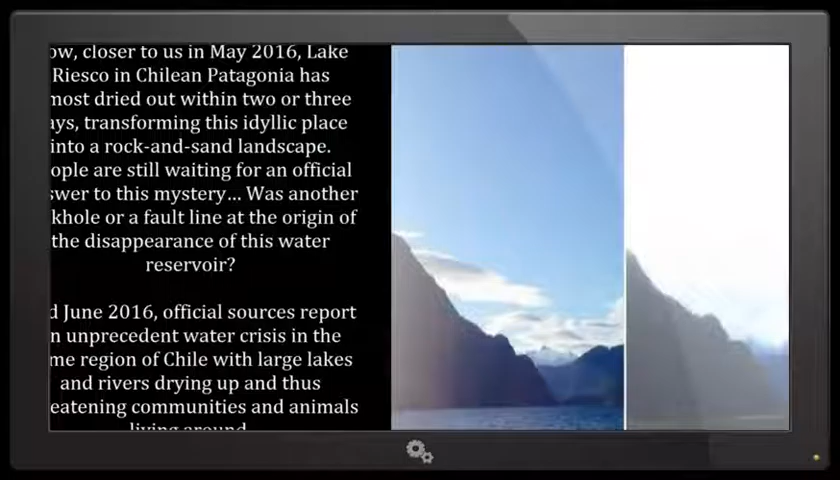 ow, closer to us in May 2016, Lake
Riesco in Chilean Patagonia has
most dried out within two or three
ays, transforming this idyllic place
into a rock-and-sand landscape.
ople are still waiting for an official
swer to this mystery... Was another
khole or a fault line at the origin of
the disappearance of this water
reservoir?
d June 2016, official sources report
n unprecedent water crisis in the
me region of Chile with large lakes
and rivers drying up and thus
eatening communities and animals
living around